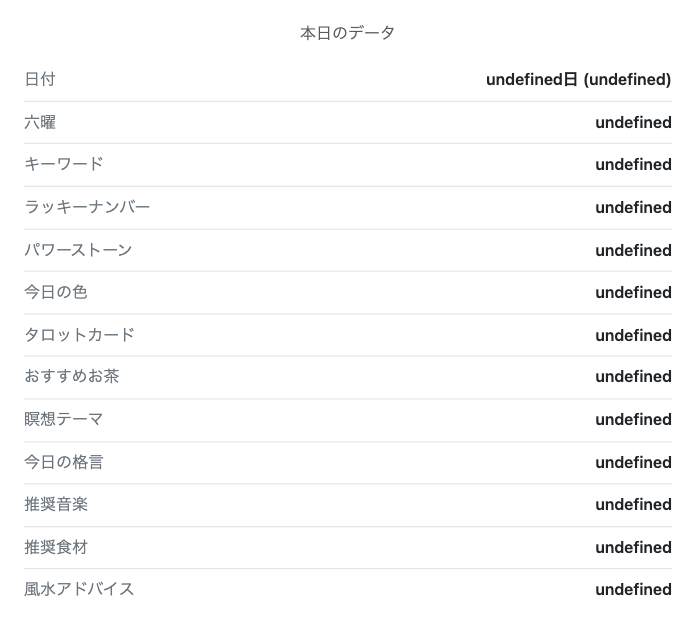 本日のデータ
日付 undefined日 (undefined)
六曜 undefined
キーワード undefined
ラッキーナンバー undefined
パワーストーン undefined
今日の色 undefined
タロットカード undefined
おすすめお茶 undefined
瞑想テーマ undefined
今日の格言 undefined
推奨音楽 undefined
推奨食材 undefined
風水アドバイス undefined